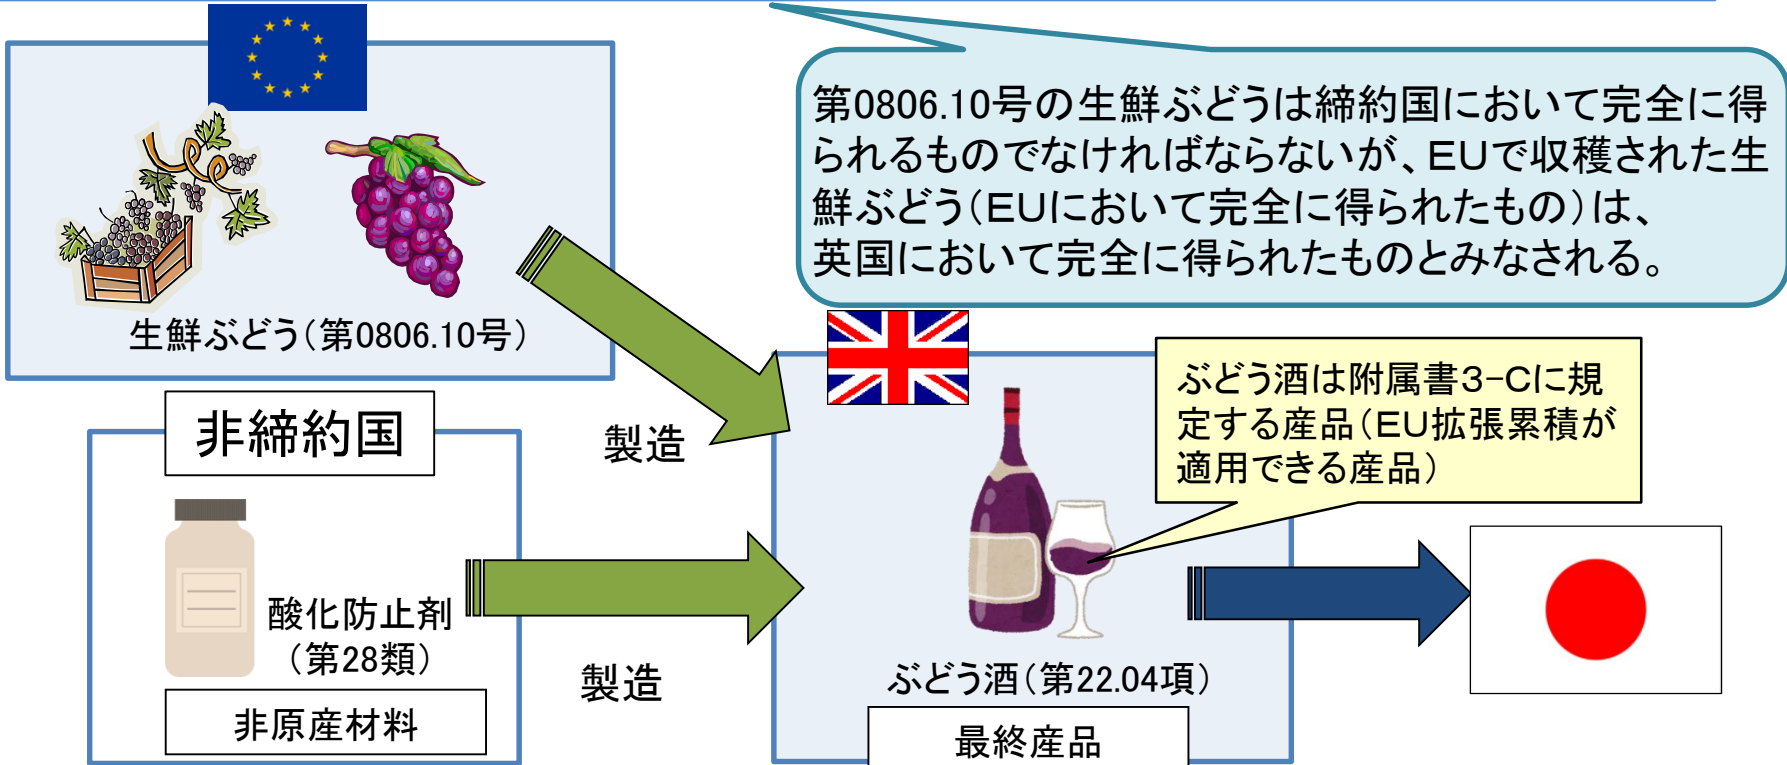 第0806.10号の生鮮ぶどうは締約国において完全に得
られるものでなければならないが、EUで収穫された生
鮮ぶどう(EUにおいて完全に得られたもの)は、
英国において完全に得られたものとみなされる。
生鮮ぶどう(第0806.10号)
ぶどう酒は附属書3-Cに規
定する産品(EU拡張累積が
適用できる産品)
非締約国
製造
酸化防止剤
(第28類)
製造
ぶどう酒(第22.04項)
非原産材料
最終産品